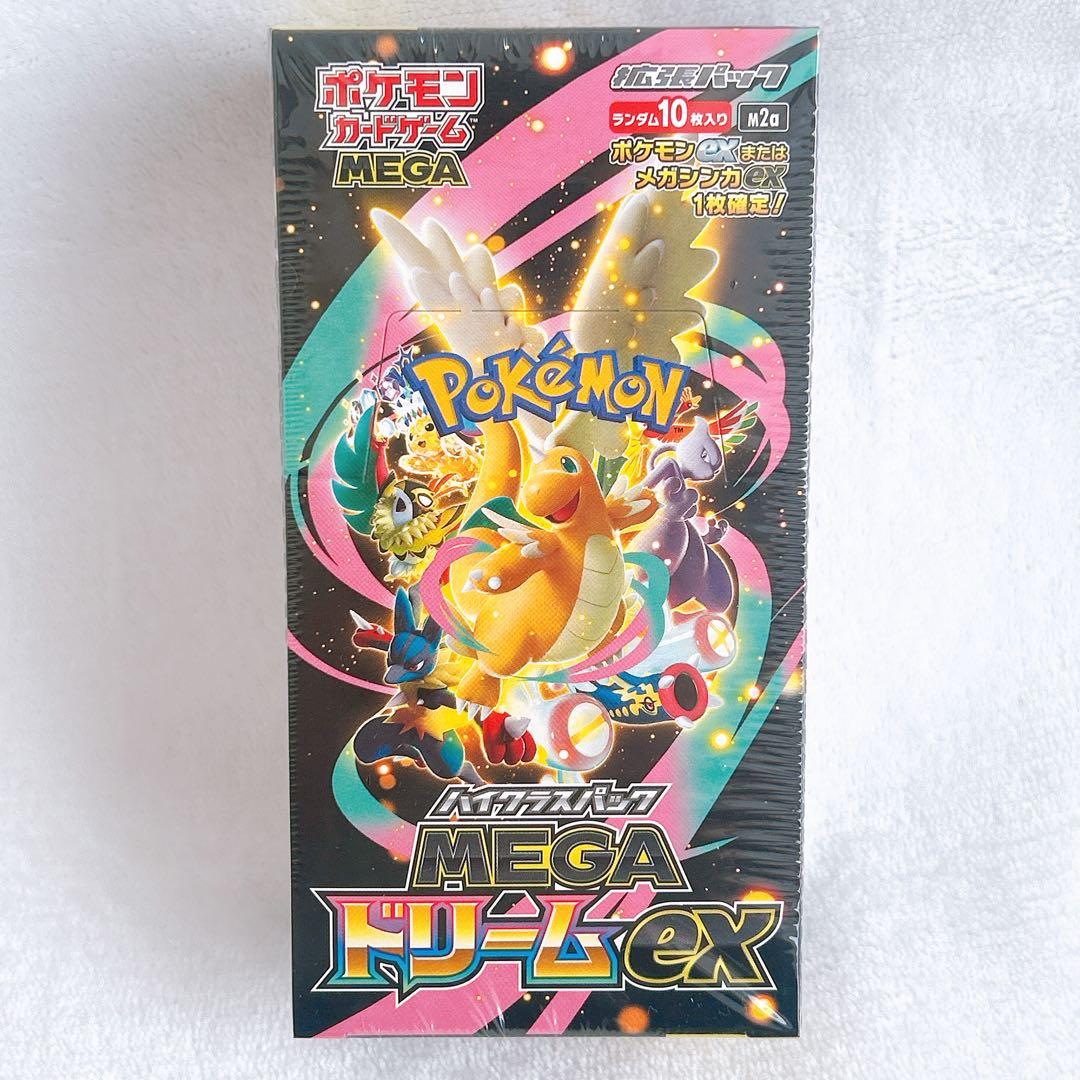 ポケモン
カードゲーム™
MEGA
拡張パック
ランダム10枚入り M2a
ポケモンexまたは
メガシンカex
1枚確定!
POKéMON™
ハイクラスパック
MEGA
ドリームex